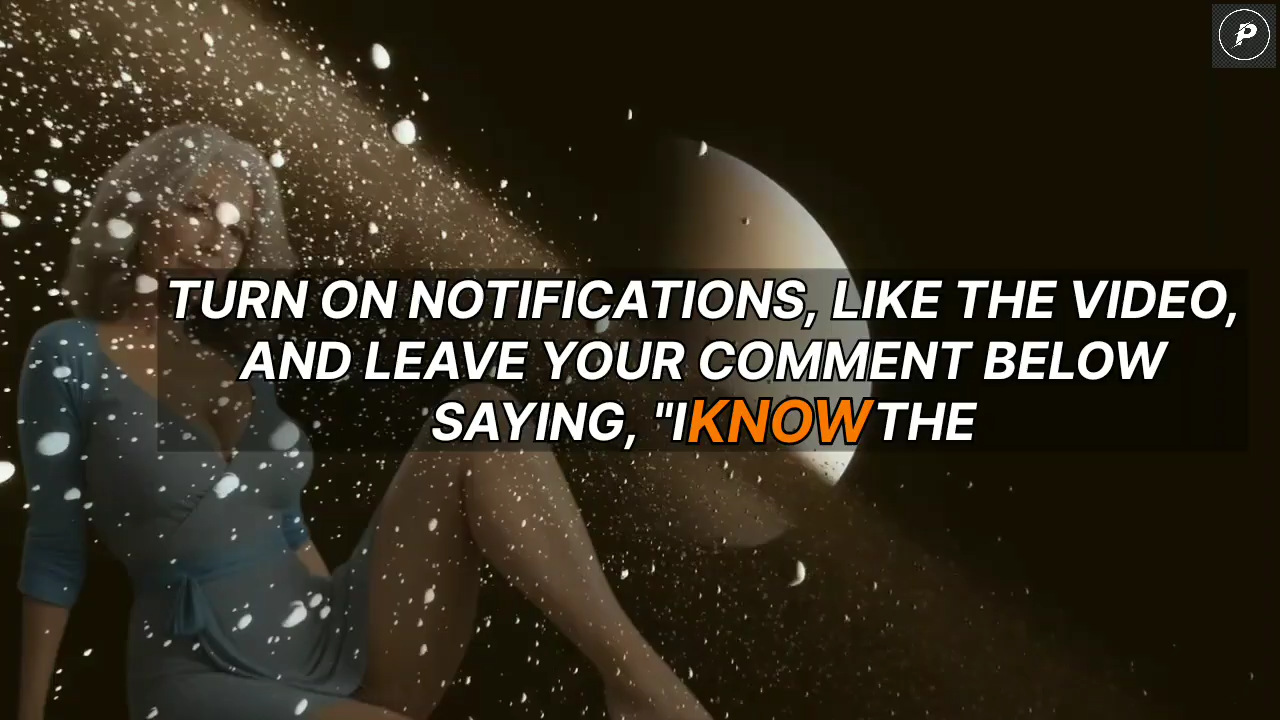 P
TURN ON NOTIFICATIONS, LIKE THE VIDEO,
AND LEAVE YOUR COMMENT BELOW
SAYING, "I KNOW THE